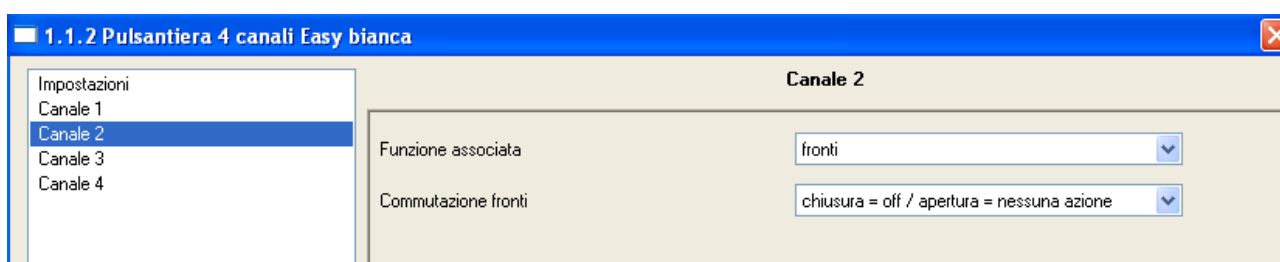 1.1.2 Pulsantiera 4 canali Easy bianca
Impostazioni
Canale 1
Canale 2
Canale 3
Canale 4
Canale 2
Funzione associata
fronti
Commutazione fronti
chiusura = off / apertura = nessuna azione